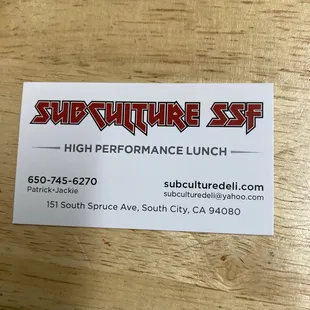 SUBCULTURE SSF
HIGH PERFORMANCE LUNCH
650-745-6270
Patrick•Jackie
subculturedeli.com
subculturedeli@yahoo.com
151 South Spruce Ave, South City, CA 94080